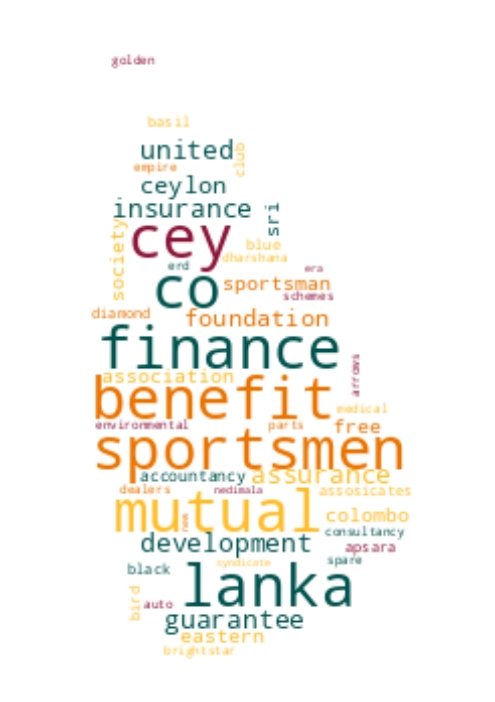 golden
basil
united
club
empire
ceylon
insurance
sri
society
cey
blue
dharshana
erd
era
co
sportsman
schemes
diamond
foundation
finance
arrows
association
benefit
medical
environmental
parts
free
sportsmen
accountancy
assurance
dealers
nedimala
assosicates
mutual
new
colombo
consultancy
development
apsara
syndicate
spare
black
lanka
bird
auto
guarantee
eastern
brightstar